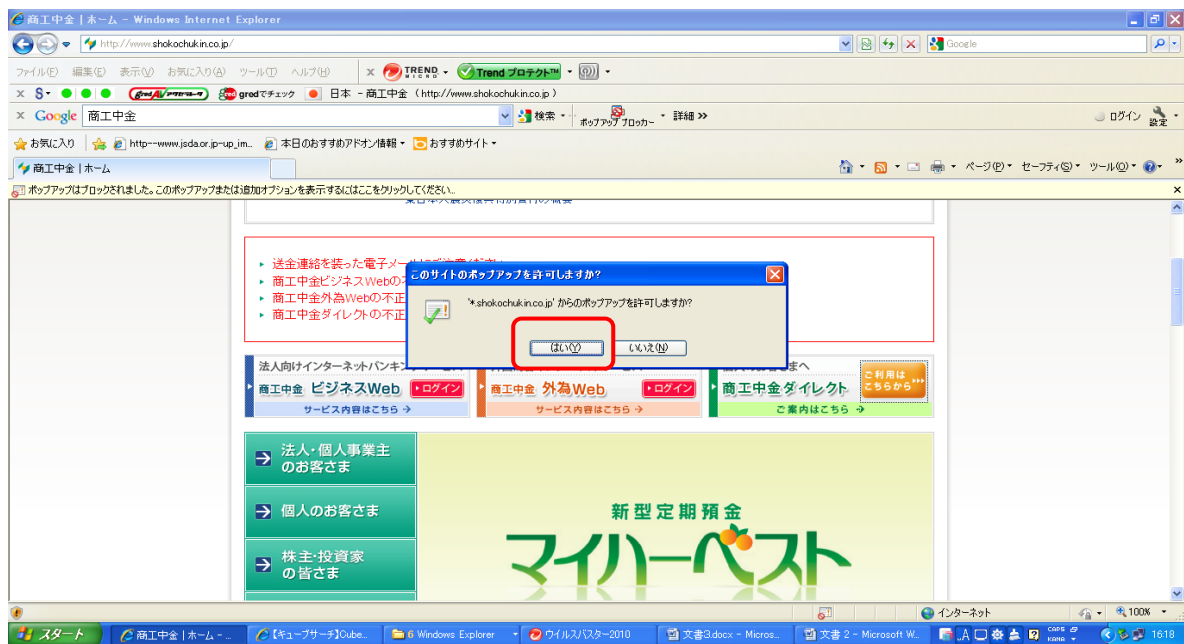 商工中金 | ホーム - Windows Internet Explorer
http://www.shokochukin.co.jp/
Google
ファイル(F) 編集(E) 表示(V) お気に入り(A) ツール(T) ヘルプ(H)
× TREND MICRO Trend プロテクト™
× S gredでチェック 日本 - 商工中金 (http://www.shokochukin.co.jp)
× Google 商工中金 検索 ポップアップ ブロッカー 詳細 >> ログイン 設定
お気に入り http--www.jsda.or.jp-up_im... 本日のおすすめアドオン情報 おすすめサイト
商工中金 | ホーム
ページ(P) セーフティ(S) ツール(O) »
ポップアップはブロックされました。このポップアップまたは追加オプションを表示するにはここをクリックしてください...
送金連絡を装った電子メー
商工中金ビジネスWebの
商工中金外為Webの不正
商工中金ダイレクトの不正
このサイトのポップアップを許可しますか?
'*.shokochukin.co.jp' からのポップアップを許可しますか?
はい(Y) いいえ(N)
法人向けインターネットバンキン
商工中金 ビジネスWeb ログイン
サービス内容はこちら →
商工中金 外為Web ログイン
サービス内容はこちら →
まへ
商工中金ダイレクト
ご利用は
こちらから
ご案内はこちら →
法人・個人事業主
のお客さま
個人のお客さま
株主・投資家
の皆さま
新型定期預金
マイハーベスト
インターネット 100%
スタート 商工中金 | ホーム - ... 【キューブサーチ】Cube... 6 Windows Explorer ウイルスバスター2010 文書3.docx - Micros... 文書 2 - Microsoft W... A CAPS KANA 16:18